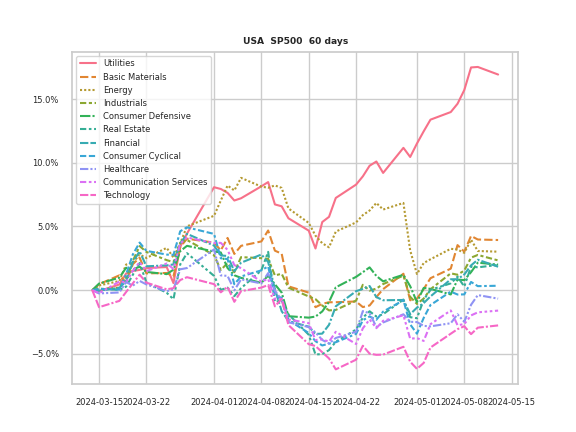 USA SP500 60 days
Utilities
Basic Materials
Energy
Industrials
Consumer Defensive
Real Estate
Financial
Consumer Cyclical
Healthcare
Communication Services
Technology
15.0%
10.0%
5.0%
0.0%
−5.0%
2024-03-15 2024-03-22 2024-04-01 2024-04-08 2024-04-15 2024-04-22 2024-05-01 2024-05-08 2024-05-15